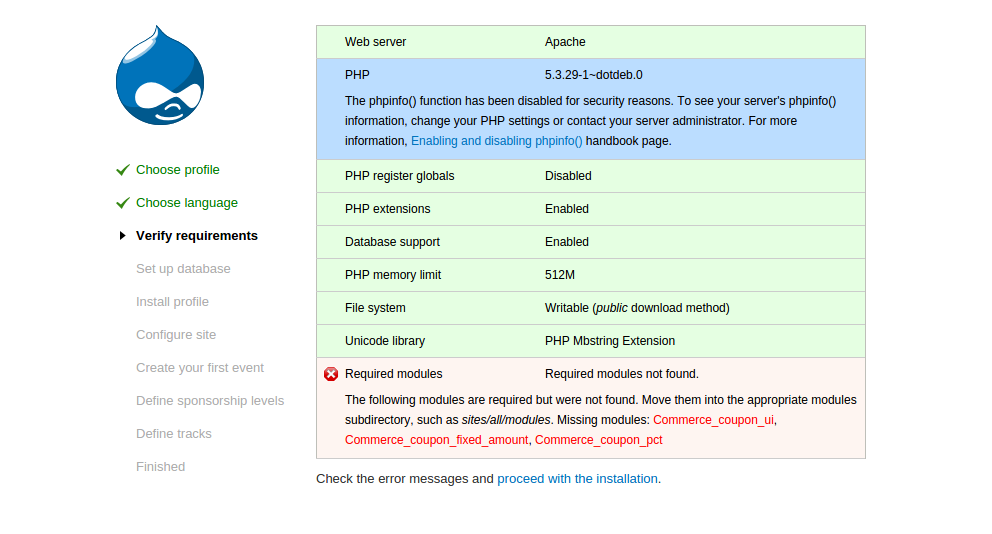 Choose profile
Choose language
Verify requirements
Set up database
Install profile
Configure site
Create your first event
Define sponsorship levels
Define tracks
Finished
Web server Apache
PHP 5.3.29-1~dotdeb.0
The phpinfo() function has been disabled for security reasons. To see your server's phpinfo()
information, change your PHP settings or contact your server administrator. For more
information, Enabling and disabling phpinfo() handbook page.
PHP register globals Disabled
PHP extensions Enabled
Database support Enabled
PHP memory limit 512M
File system Writable (public download method)
Unicode library PHP Mbstring Extension
Required modules Required modules not found.
The following modules are required but were not found. Move them into the appropriate modules
subdirectory, such as sites/all/modules. Missing modules: Commerce_coupon_ui,
Commerce_coupon_fixed_amount, Commerce_coupon_pct
Check the error messages and proceed with the installation.